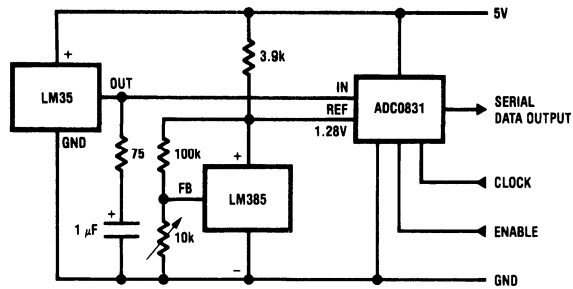 5V
+
3.9k
OUT
IN
LM35
REF
ADC0831
SERIAL
DATA OUTPUT
GND
1.28V
75
100k
+
CLOCK
FB
LM385
+
1 µF
10k
ENABLE
−
GND